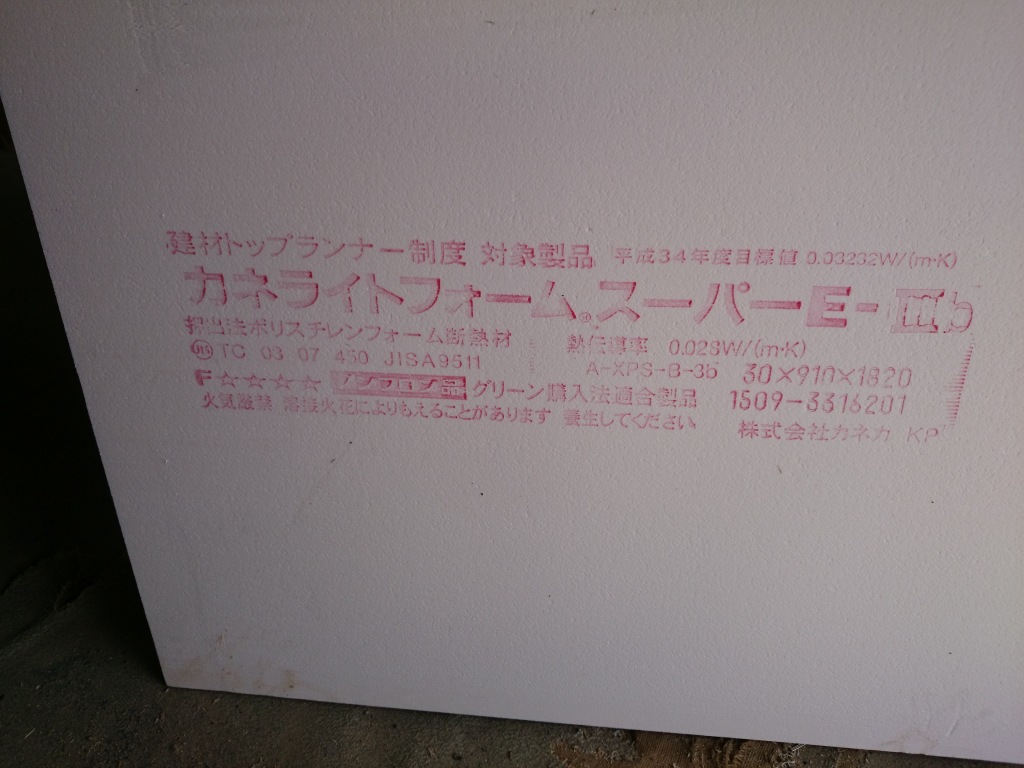 建材トップランナー制度 対象製品 平成34年度目標値 0.03232W/(m·K)
カネライトフォーム®スーパーE-Ⅲb
押出法ポリスチレンフォーム断熱材 熱伝導率 0.028W/(m·K)
JIS TC 03 07 450 JISA9511 A-XPS-B-3b 30×910×1820
F☆☆☆☆ ノンフロン品 グリーン購入法適合製品 1509-3316201
火気厳禁 溶接火花によりもえることがあります 養生してください 株式会社カネカ KP